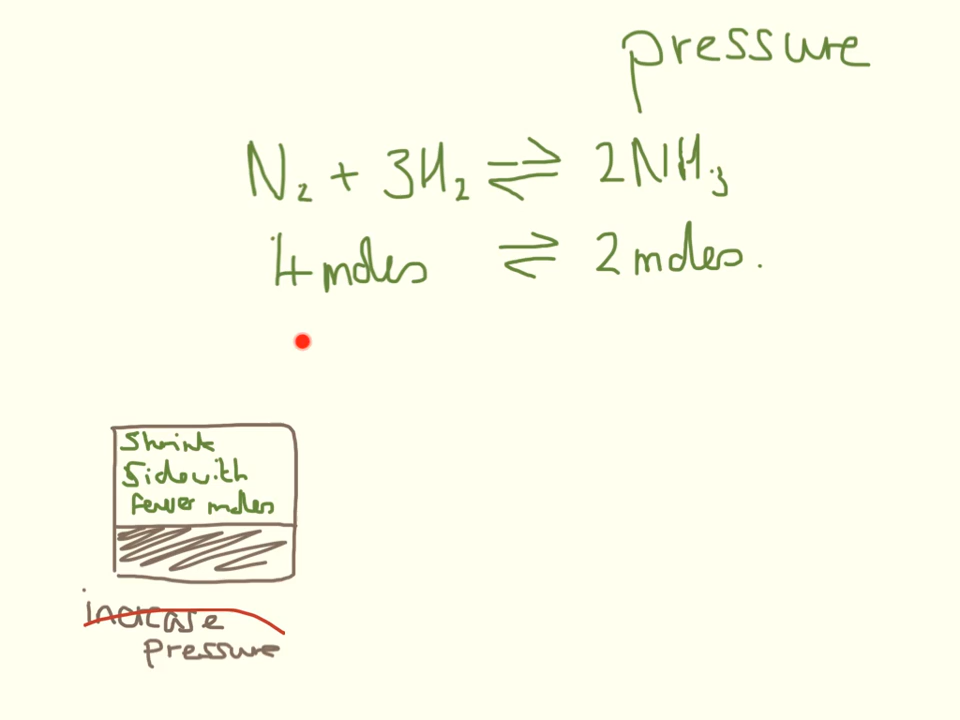 pressure
N₂ + 3H₂ ⇌ 2NH₃
4 moles ⇌ 2 moles.
Shrink
Side with
fewer moles
increase
pressure